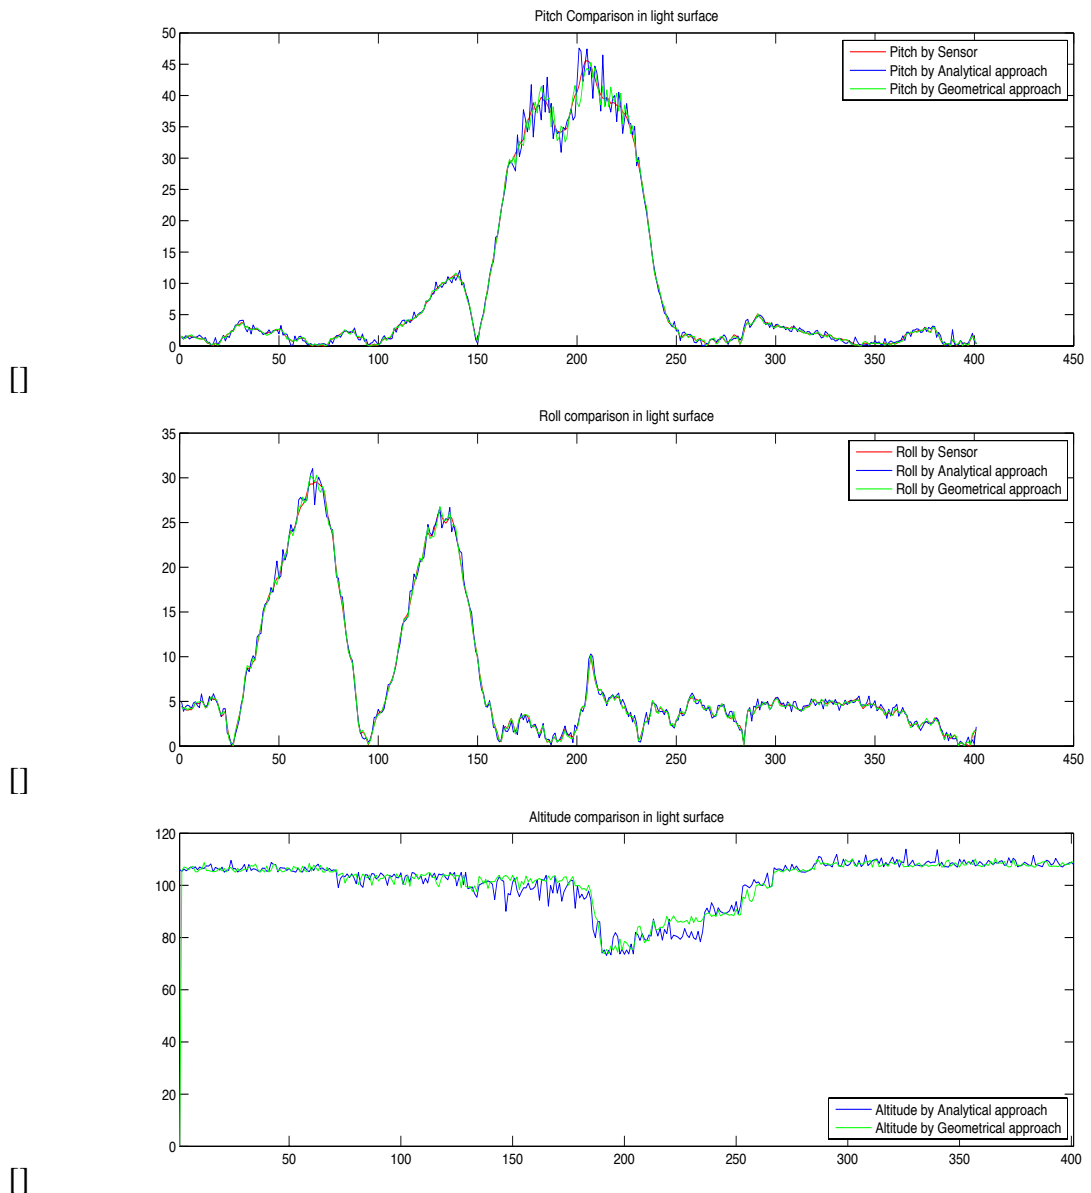 Pitch Comparison in light surface
50
45
40
35
30
25
20
15
10
5
0
Pitch by Sensor
Pitch by Analytical approach
Pitch by Geometrical approach
0 50 100 150 200 250 300 350 400 450
[]
Roll comparison in light surface
35
30
25
20
15
10
5
0
Roll by Sensor
Roll by Analytical approach
Roll by Geometrical approach
0 50 100 150 200 250 300 350 400 450
[]
Altitude comparison in light surface
120
100
80
60
40
20
0
Altitude by Analytical approach
Altitude by Geometrical approach
50 100 150 200 250 300 350 400
[]